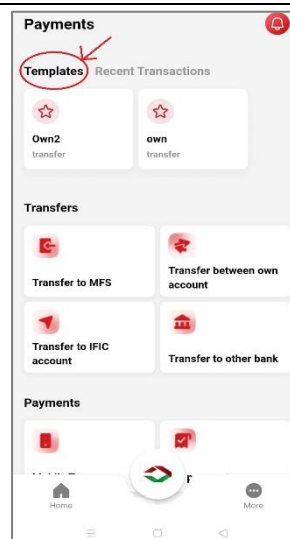 Payments
Templates Recent Transactions
Own2
transfer
own
transfer
Transfers
Transfer to MFS
Transfer between own
account
Transfer to IFIC
account
Transfer to other bank
Payments
Home
More